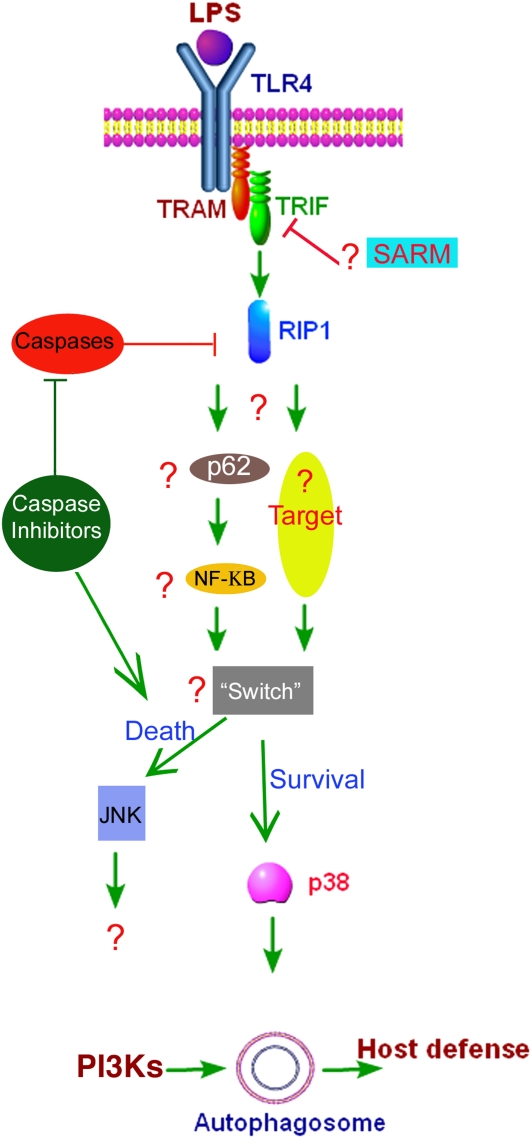 LPS
TLR4
TRAM
TRIF
? SARM
RIP1
Caspases
?
? p62
?
Target
Caspase
Inhibitors
? NF-KB
? “Switch”
Death
Survival
JNK
p38
?
PI3Ks
Host defense
Autophagosome